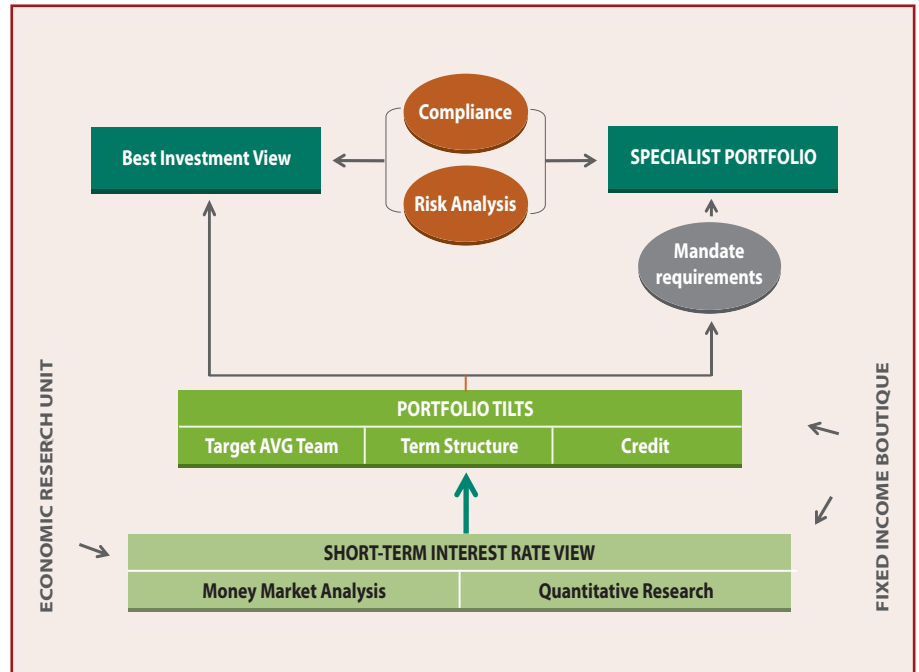 Compliance
Best Investment View
SPECIALIST PORTFOLIO
Risk Analysis
Mandate
requirements
ECONOMIC RESERCH UNIT
PORTFOLIO TILTS
Target AVG Team
Term Structure
Credit
FIXED INCOME BOUTIQUE
SHORT-TERM INTEREST RATE VIEW
Money Market Analysis
Quantitative Research